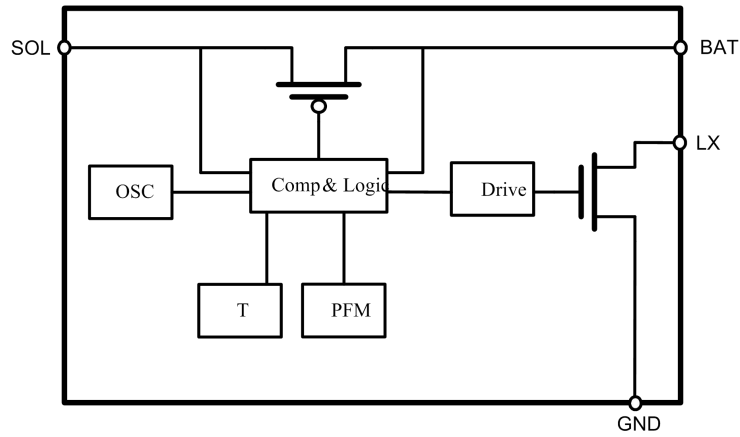 SOL
BAT
LX
OSC
Comp& Logic
Drive
T
PFM
GND